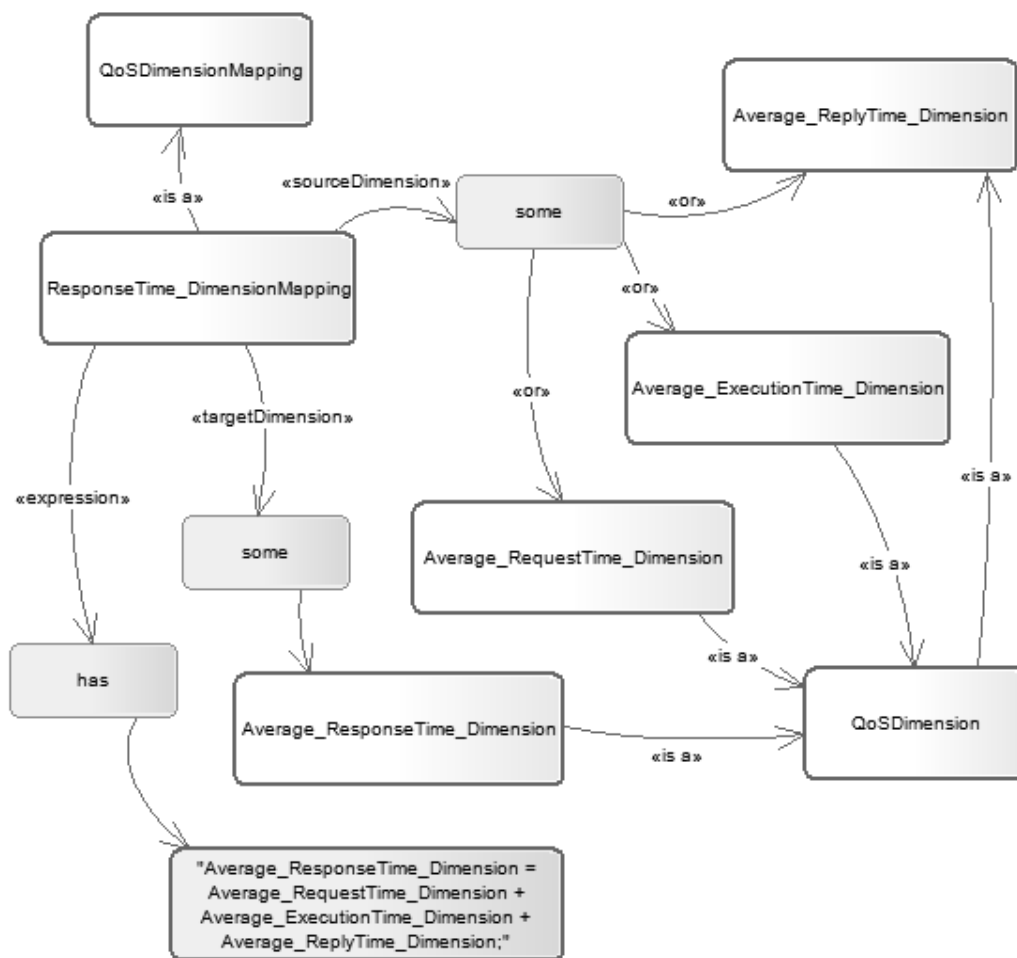 QoSDimensionMapping
Average_ReplyTime_Dimension
«sourceDimension»
«is a»
some
«or»
ResponseTime_DimensionMapping
«or»
Average_ExecutionTime_Dimension
«or»
«targetDimension»
«is a»
«expression»
some
Average_RequestTime_Dimension
«is a»
«is a»
has
Average_ResponseTime_Dimension
QoSDimension
«is a»
"Average_ResponseTime_Dimension =
Average_RequestTime_Dimension +
Average_ExecutionTime_Dimension +
Average_ReplyTime_Dimension;"